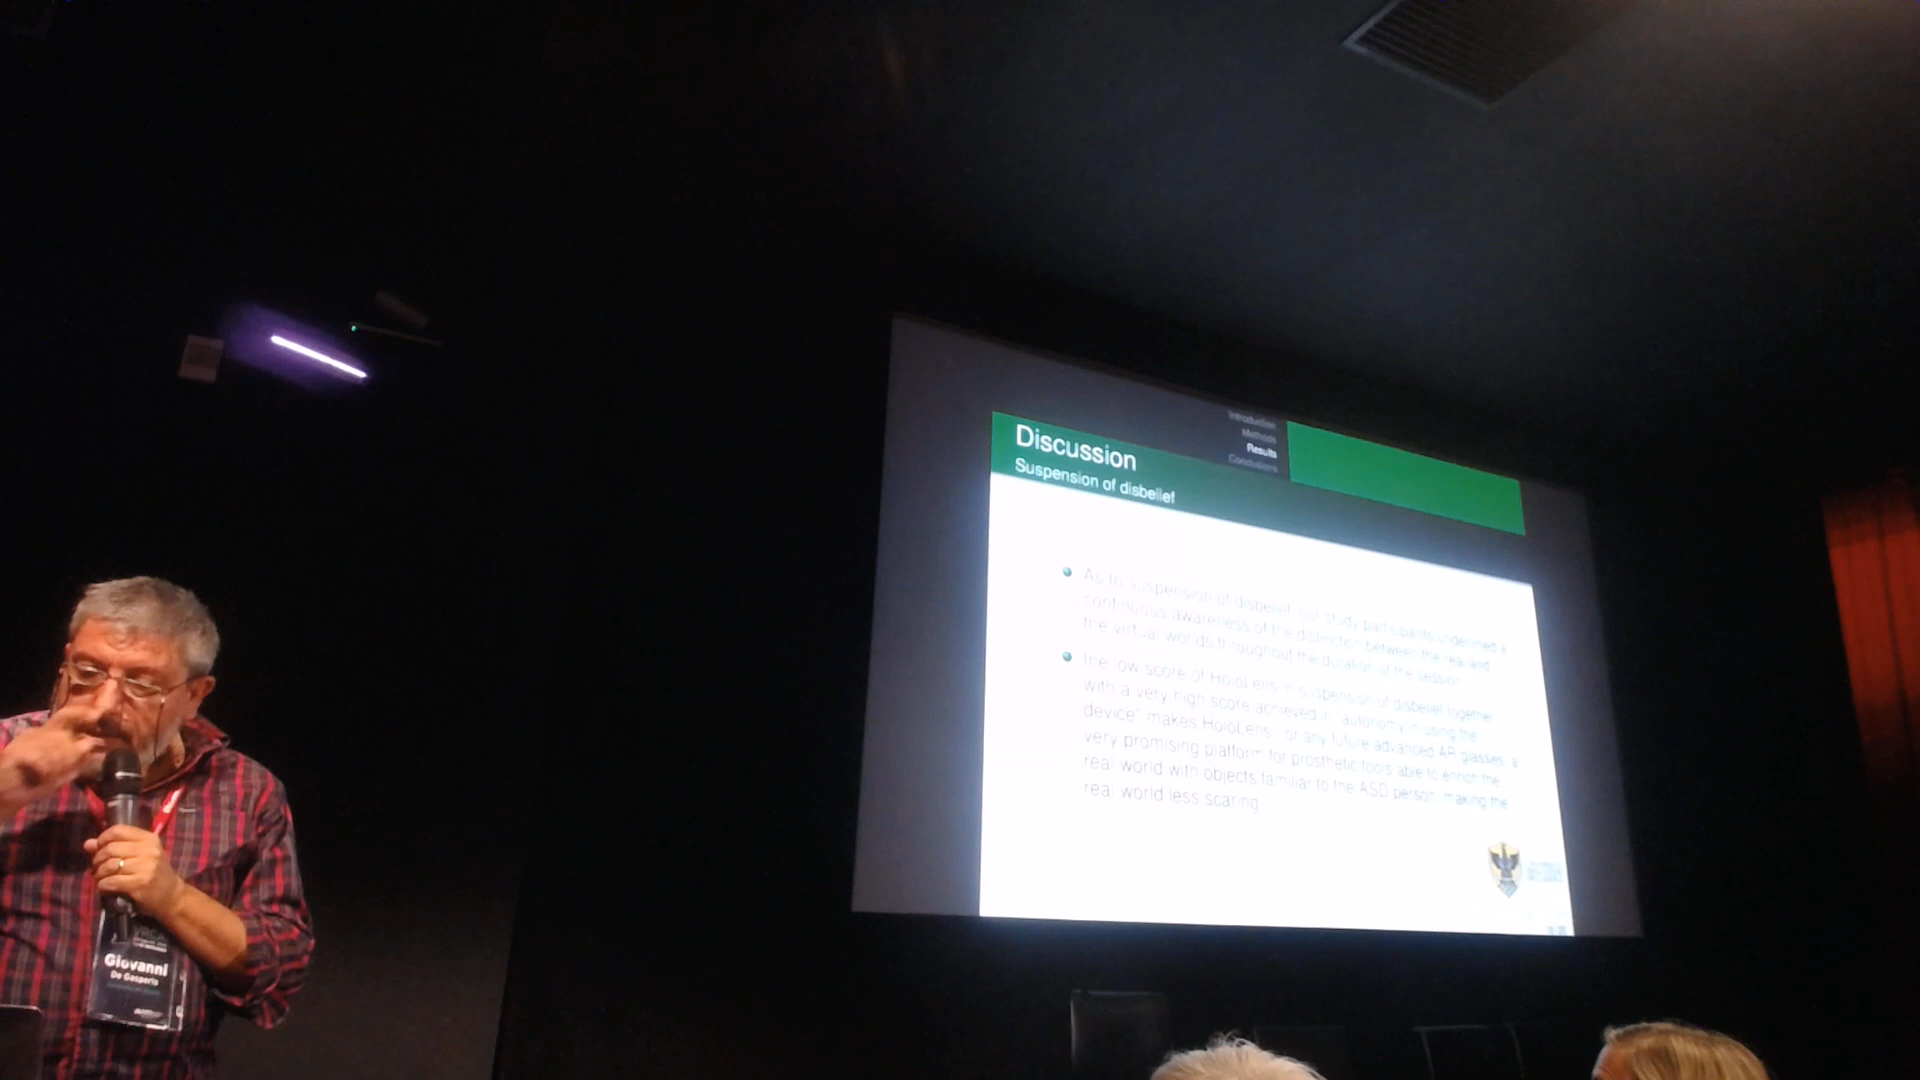 Introduction
Methods
Results
Conclusions
Discussion
Suspension of disbelief
As to suspension of disbelief, our study participants underlined a
continuous awareness of the distinction between the real and
the virtual worlds throughout the duration of the session
the low score of HoloLens in suspension of disbelief together
with a very high score achieved in "autonomy in using the
device" makes HoloLens, or any future advanced AR glasses, a
very promising platform for prosthetic tools able to enrich the
real world with objects familiar to the ASD person, making the
real world less scaring
Giovanni
De Gasperis